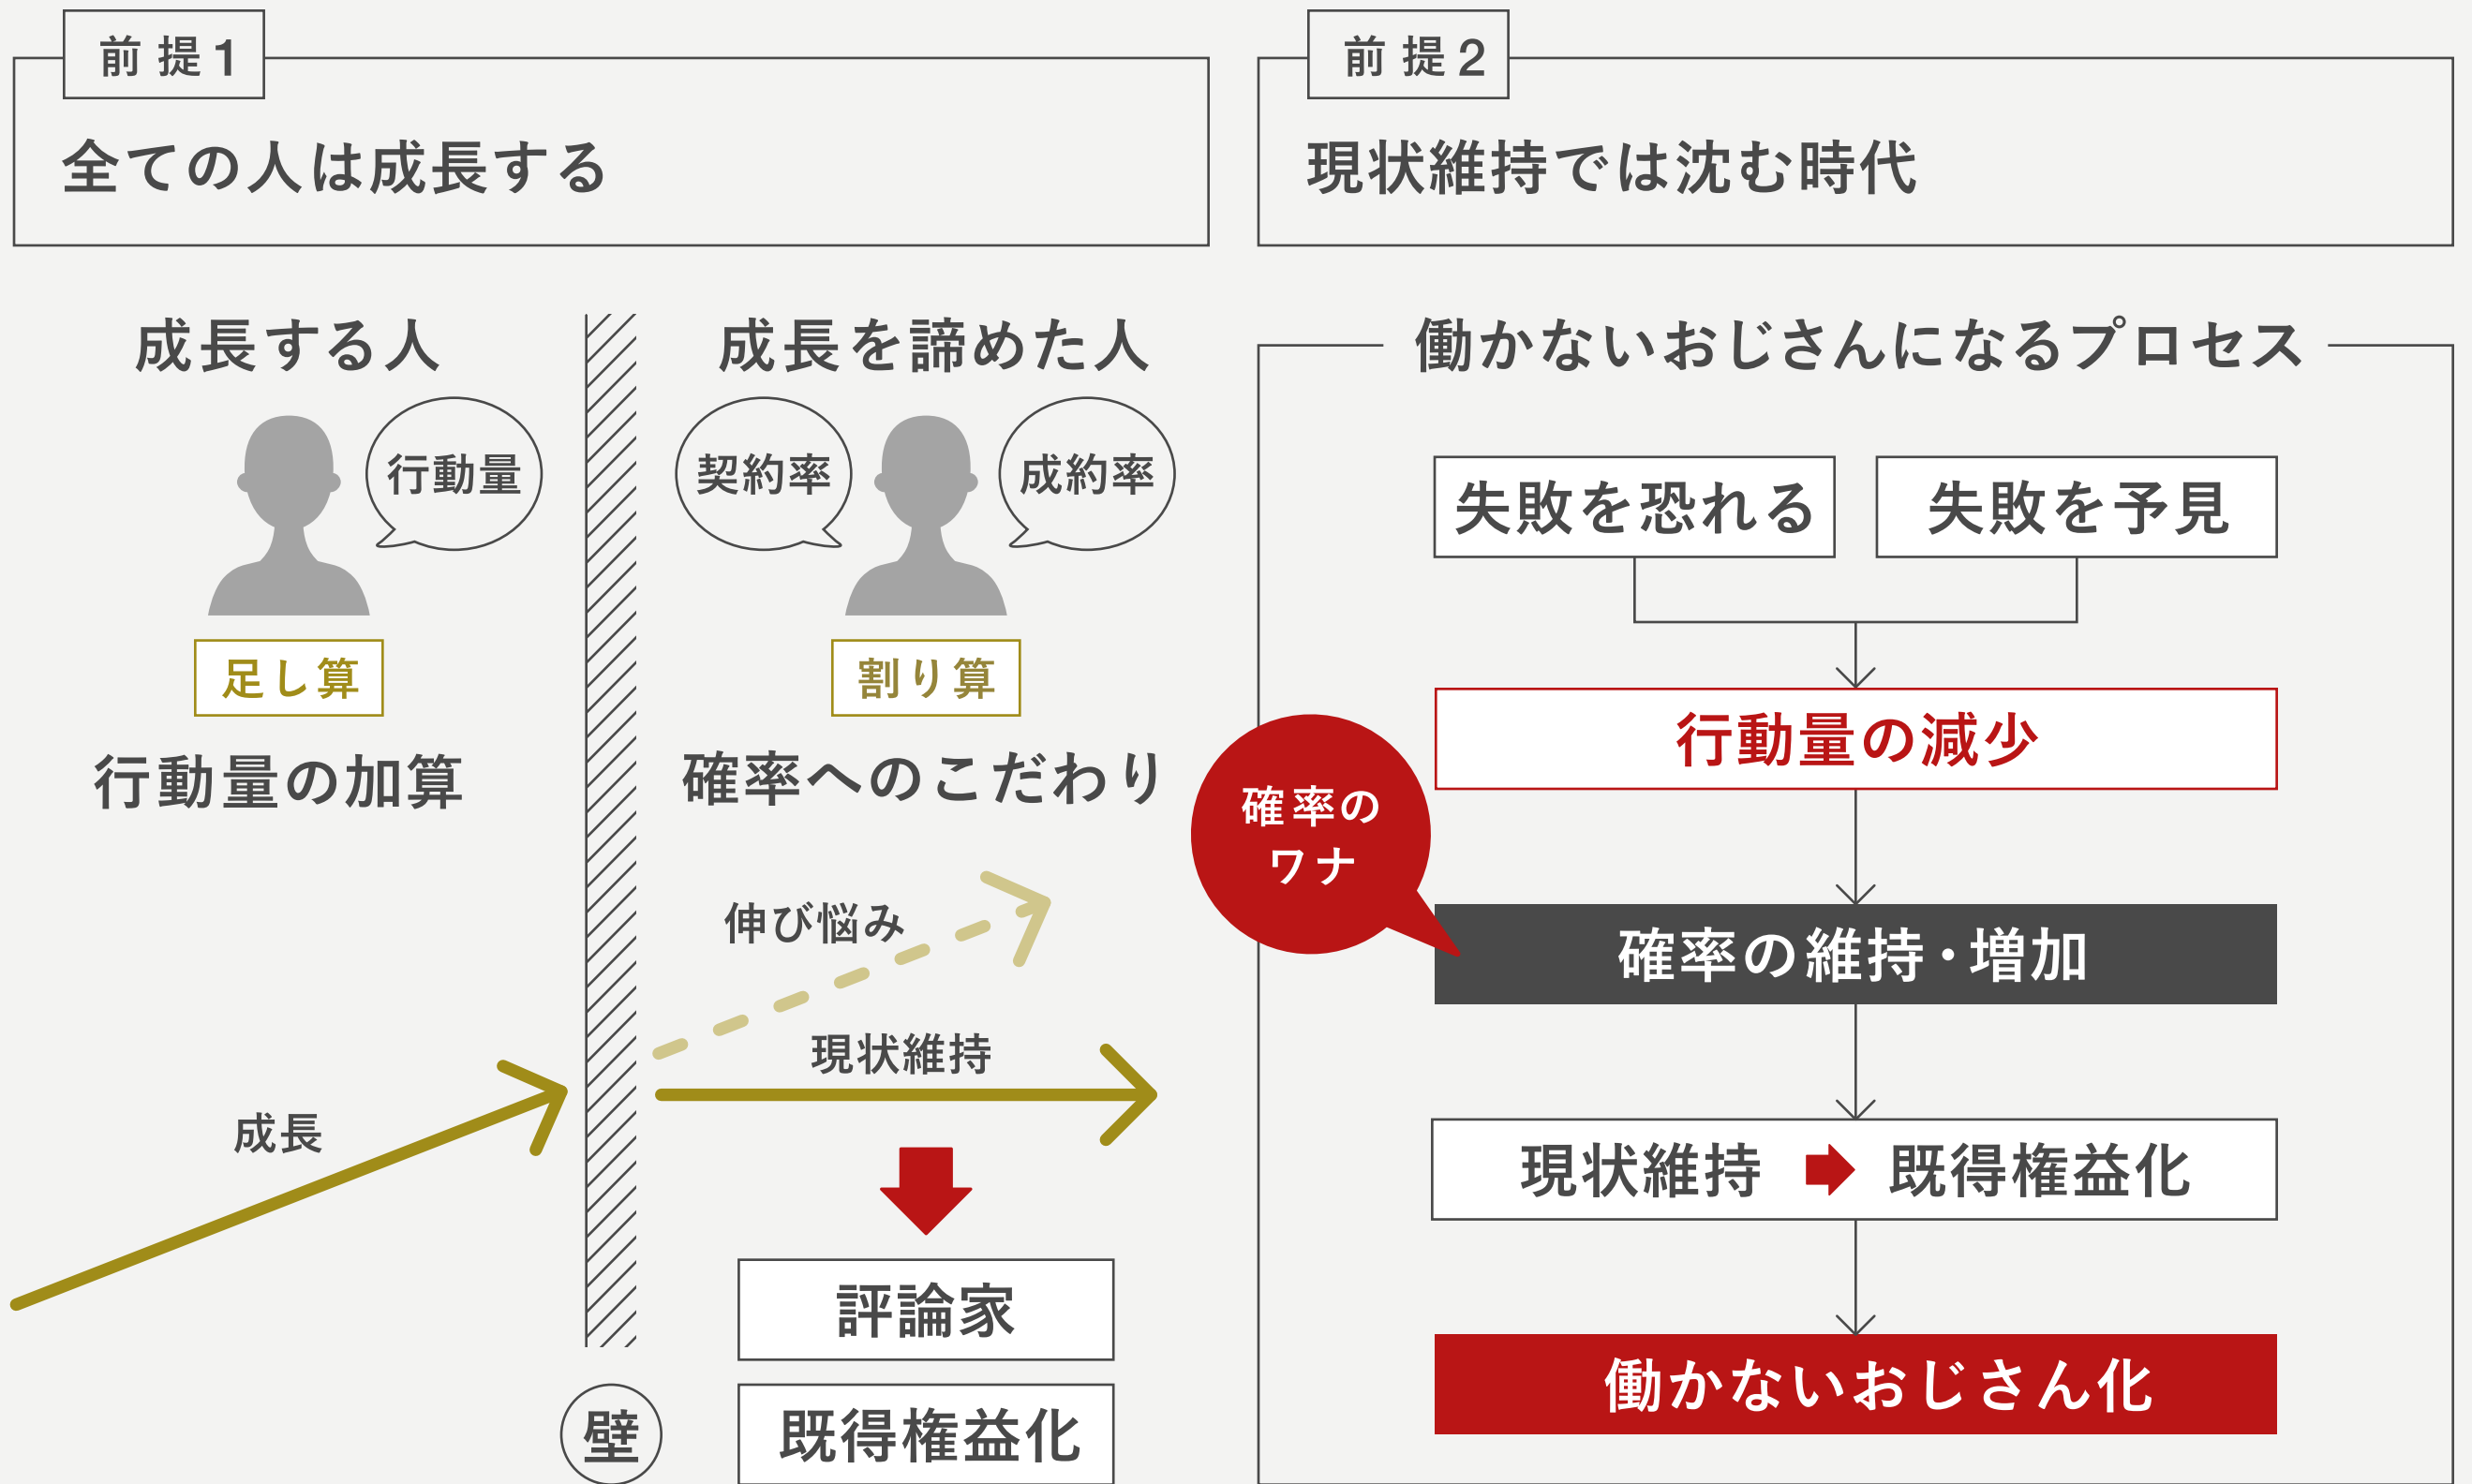 前提1
全ての人は成長する
前提2
現状維持では沈む時代
成長する人
行動量
足し算
行動量の加算
成長
壁
成長を諦めた人
効率
成功確率
割り算
確率へのこだわり
伸び悩み
現状維持
評論家
既得権益化
働かないおじさんになるプロセス
失敗を恐れる
失敗を予見
行動量の減少
確率の
ワナ
確率の維持・増加
現状維持
既得権益化
働かないおじさん化